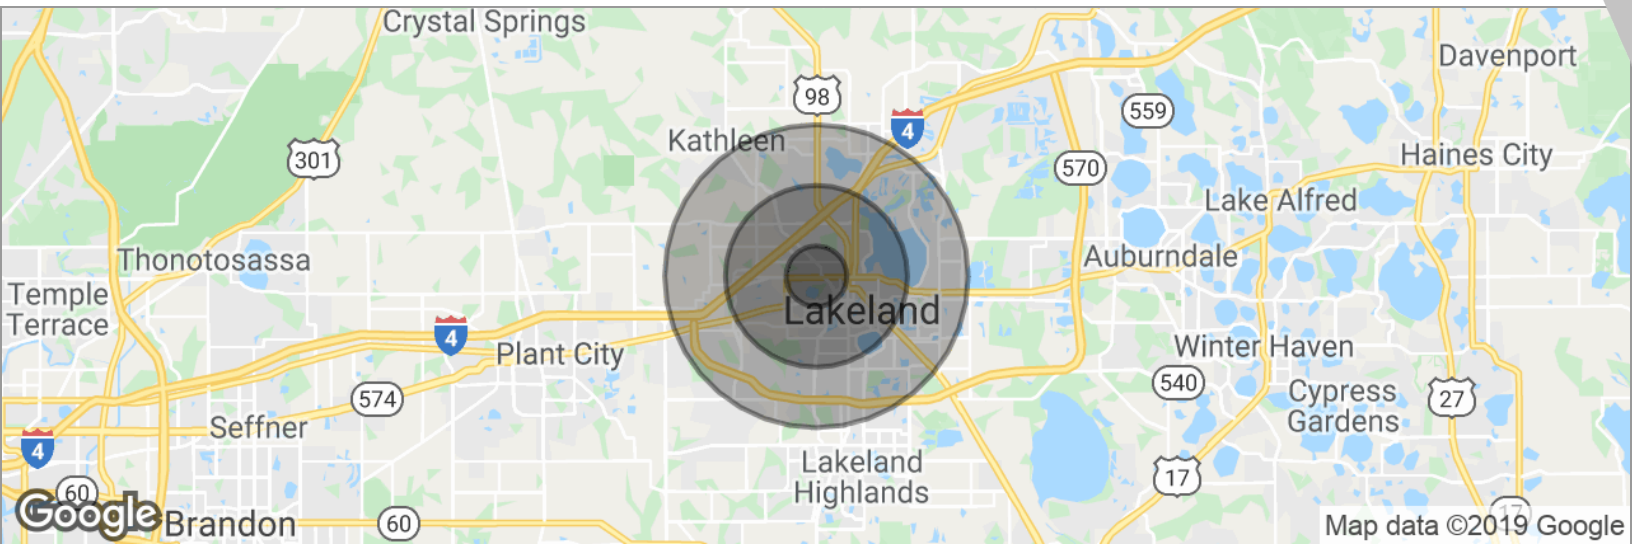 Crystal Springs
Davenport
98
559
4
Kathleen
301
570
Haines City
Lake Alfred
Thonotosassa
Auburndale
Temple
Terrace
Lakeland
4
Plant City
Winter Haven
540
574
Cypress
Gardens
27
Seffner
4
Lakeland
Highlands
17
60
Google
Brandon
60
17
Map data ©2019 Google